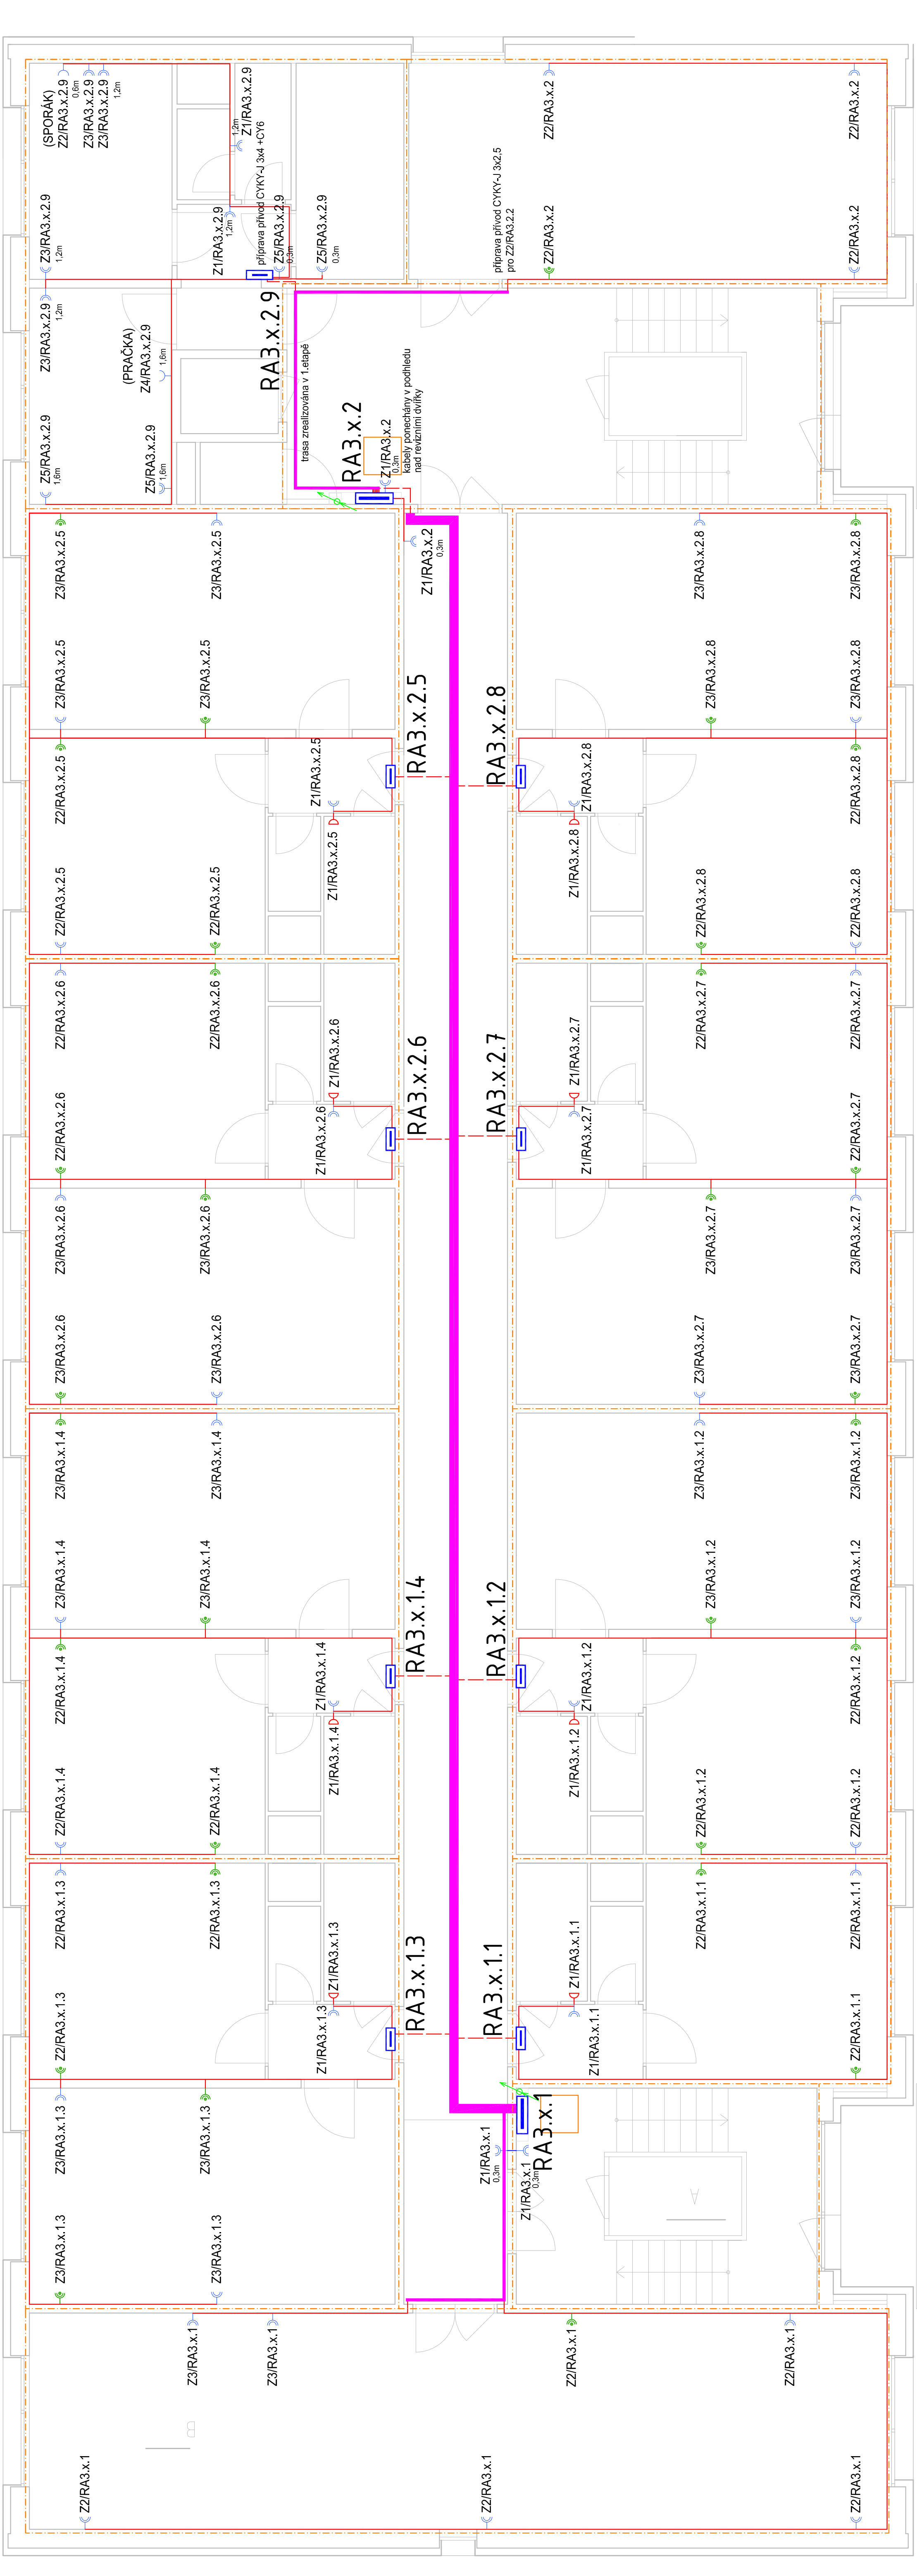 (SPORÁK)
Z2/RA3.x.2.9
0,6m
Z3/RA3.x.2.9
Z3/RA3.x.2.9
1,2m
Z1/RA3.x.2.9
1,2m
Z2/RA3.x.2
Z2/RA3.x.2
Z3/RA3.x.2.9
1,2m
Z1/RA3.x.2.9
1,2m
příprava přívod CYKY-J 3x4 +CY6
Z5/RA3.x.2.9
0,3m
Z5/RA3.x.2.9
0,3m
příprava přívod CYKY-J 3x2,5
pro Z2/RA3.2.2
Z2/RA3.x.2
Z2/RA3.x.2
Z3/RA3.x.2.9
1,2m
(PRAČKA)
Z4/RA3.x.2.9
1,6m
RA3.x.2.9
trasa zrealizována v 1.etapě
Z5/RA3.x.2.9
1,6m
Z5/RA3.x.2.9
1,6m
RA3.x.2
Z1/RA3.x.2
0,3m
kabely ponechány v podhledu
nad revizními dvířky
Z1/RA3.x.2
0,3m
Z3/RA3.x.2.5
Z3/RA3.x.2.5
Z3/RA3.x.2.8
Z3/RA3.x.2.8
Z3/RA3.x.2.5
Z3/RA3.x.2.5
Z3/RA3.x.2.8
Z3/RA3.x.2.8
RA3.x.2.5
RA3.x.2.8
Z2/RA3.x.2.5
Z1/RA3.x.2.5
Z1/RA3.x.2.8
Z2/RA3.x.2.8
Z1/RA3.x.2.5
Z1/RA3.x.2.8
Z2/RA3.x.2.5
Z2/RA3.x.2.5
Z2/RA3.x.2.8
Z2/RA3.x.2.8
Z2/RA3.x.2.6
Z2/RA3.x.2.6
Z2/RA3.x.2.7
Z2/RA3.x.2.7
Z1/RA3.x.2.6
Z1/RA3.x.2.7
RA3.x.2.6
RA3.x.2.7
Z2/RA3.x.2.6
Z1/RA3.x.2.6
Z1/RA3.x.2.7
Z2/RA3.x.2.7
Z3/RA3.x.2.6
Z3/RA3.x.2.6
Z3/RA3.x.2.7
Z3/RA3.x.2.7
Z3/RA3.x.2.6
Z3/RA3.x.2.6
Z3/RA3.x.2.7
Z3/RA3.x.2.7
Z3/RA3.x.1.4
Z3/RA3.x.1.4
Z3/RA3.x.1.2
Z3/RA3.x.1.2
Z3/RA3.x.1.4
Z3/RA3.x.1.4
Z3/RA3.x.1.2
Z3/RA3.x.1.2
RA3.x.1.4
RA3.x.1.2
Z2/RA3.x.1.4
Z1/RA3.x.1.4
Z1/RA3.x.1.2
Z2/RA3.x.1.2
Z1/RA3.x.1.4
Z1/RA3.x.1.2
Z2/RA3.x.1.4
Z2/RA3.x.1.4
Z2/RA3.x.1.2
Z2/RA3.x.1.2
Z2/RA3.x.1.3
Z2/RA3.x.1.3
Z2/RA3.x.1.1
Z2/RA3.x.1.1
Z1/RA3.x.1.3
Z1/RA3.x.1.1
RA3.x.1.3
RA3.x.1.1
Z2/RA3.x.1.3
Z1/RA3.x.1.3
Z1/RA3.x.1.1
Z2/RA3.x.1.1
Z3/RA3.x.1.3
Z3/RA3.x.1.3
RA3.x.1
Z1/RA3.x.1
0,3m
Z1/RA3.x.1
0,3m
A
Z3/RA3.x.1.3
Z3/RA3.x.1.3
Z3/RA3.x.1
Z3/RA3.x.1
Z2/RA3.x.1
Z2/RA3.x.1
B
Z2/RA3.x.1
Z2/RA3.x.1
Z2/RA3.x.1